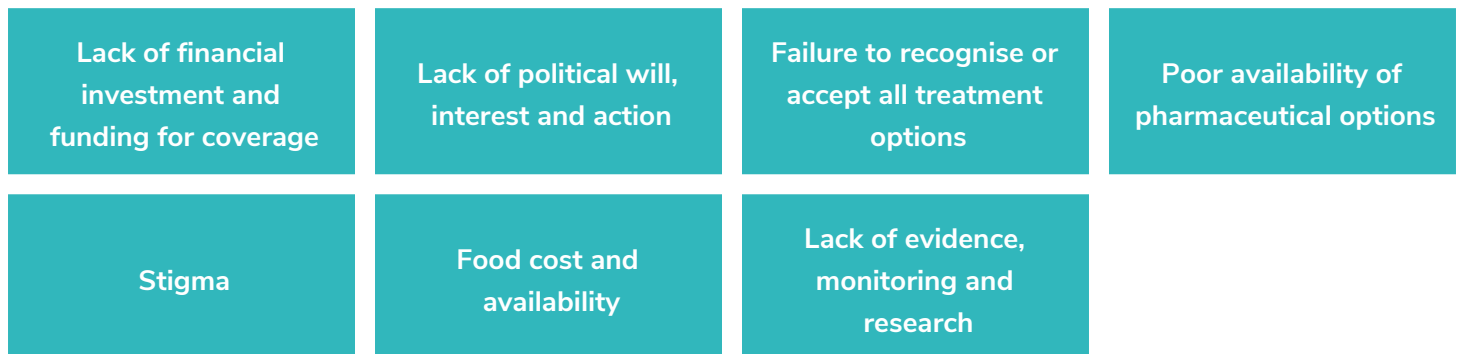 Lack of financial
investment and
funding for coverage
Lack of political will,
interest and action
Failure to recognise or
accept all treatment
options
Poor availability of
pharmaceutical options
Stigma
Food cost and
availability
Lack of evidence,
monitoring and
research